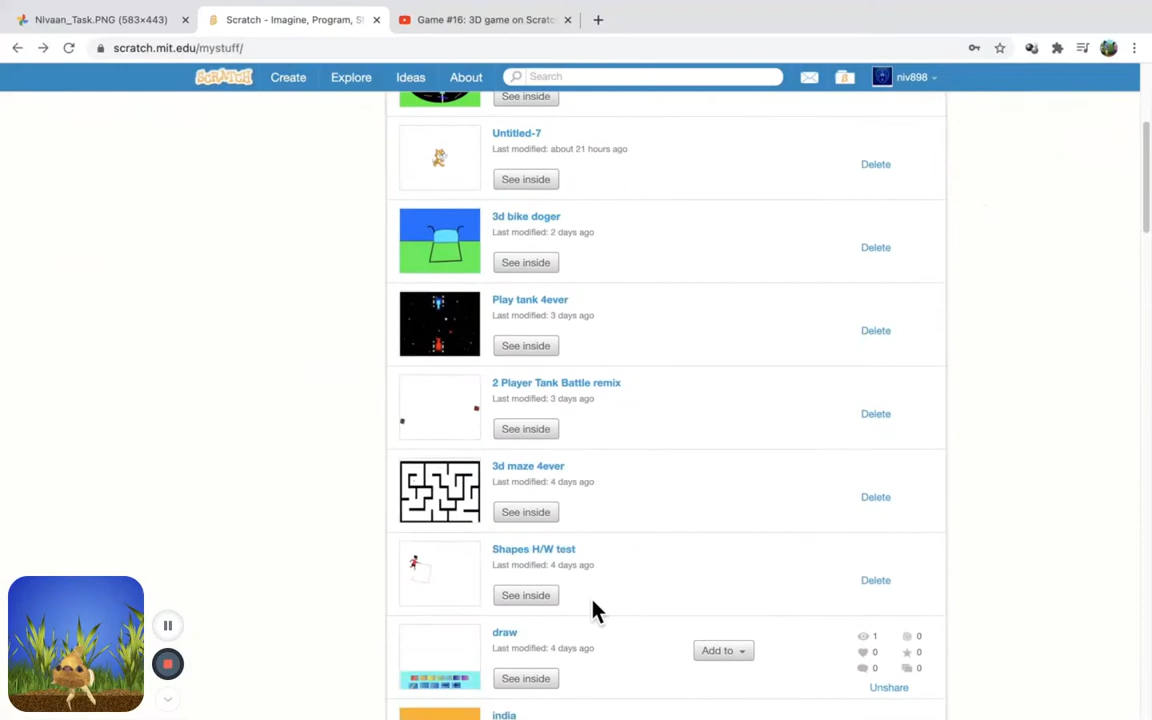 Nivaan_Task.PNG (583×443)
Scratch - Imagine, Program, S
Game #16: 3D game on Scratc
scratch.mit.edu/mystuff/
SCRATCH Create Explore Ideas About Search niv898
See inside
Untitled-7
Last modified: about 21 hours ago
Delete
See inside
3d bike doger
Last modified: 2 days ago
Delete
See inside
Play tank 4ever
Last modified: 3 days ago
Delete
See inside
2 Player Tank Battle remix
Last modified: 3 days ago
Delete
See inside
3d maze 4ever
Last modified: 4 days ago
Delete
See inside
Shapes H/W test
Last modified: 4 days ago
Delete
See inside
draw
Last modified: 4 days ago
Add to
1 0
0 0
0 0
See inside
Unshare
india